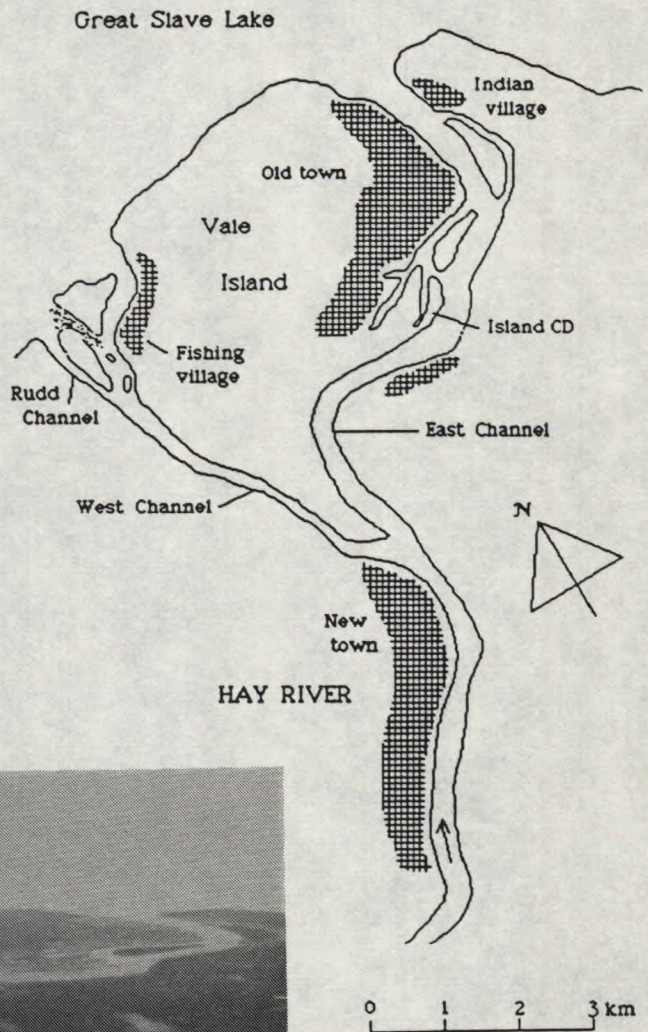 Great Slave Lake
Indian
village
Old town
Vale
Island
Island CD
Fishing
village
Rudd
Channel
East Channel
West Channel
N
New
town
HAY RIVER
0 1 2 3 km